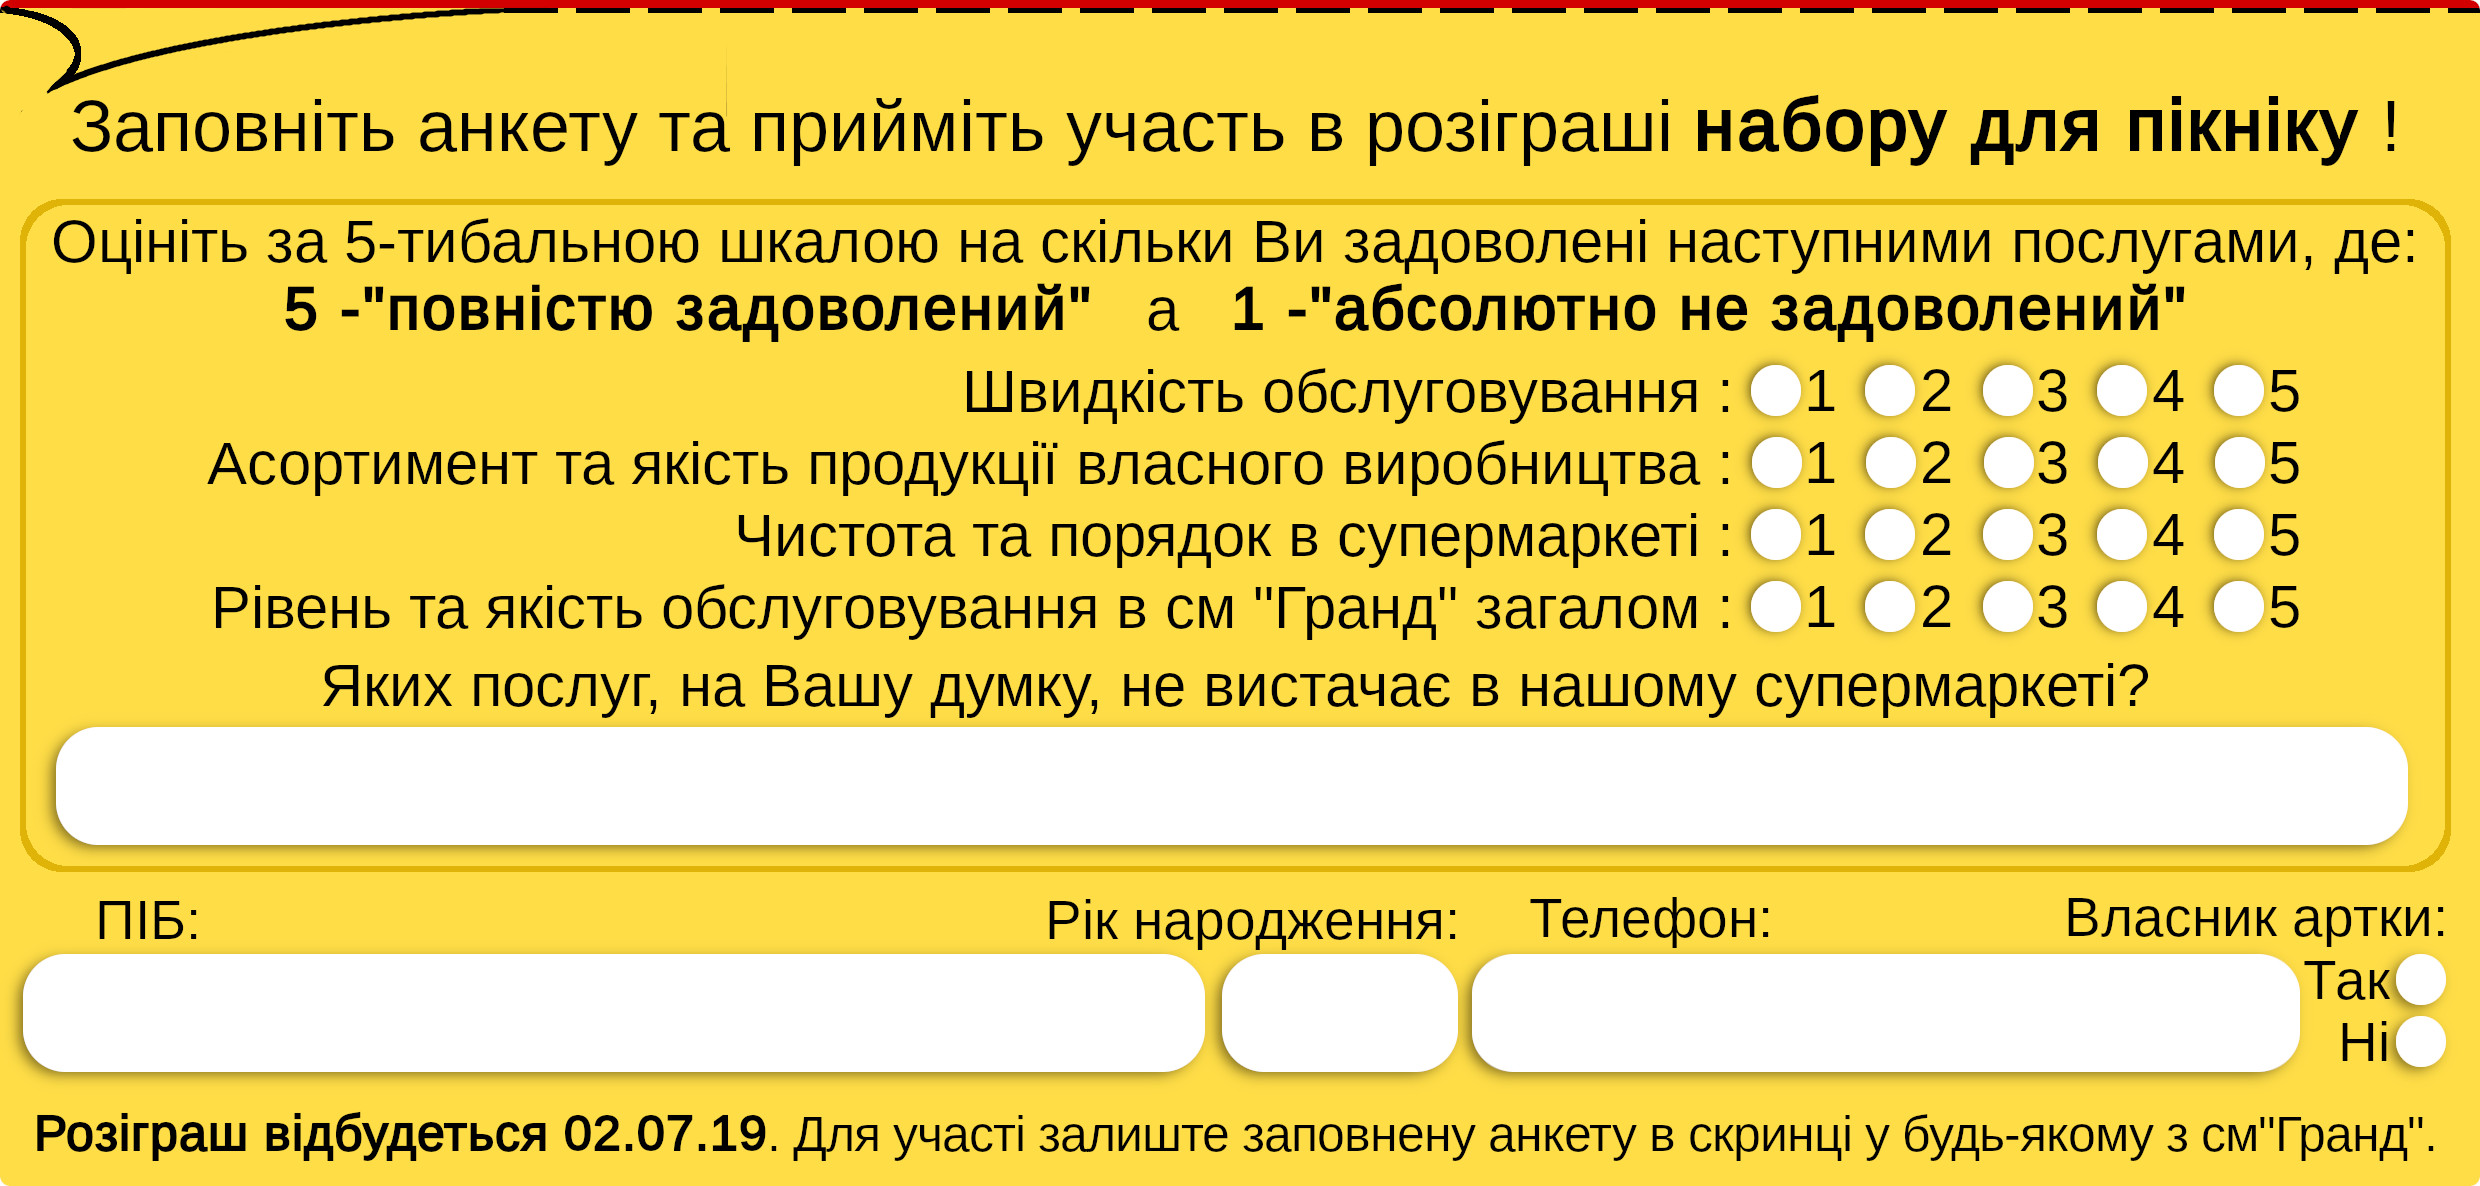 Заповніть анкету та прийміть участь в розіграші набору для пікніку !
Оцініть за 5-тибальною шкалою на скільки Ви задоволені наступними послугами, де:
5 -"повністю задоволений" а 1 -"абсолютно не задоволений"
Швидкість обслуговування : 1 2 3 4 5
Асортимент та якість продукції власного виробництва : 1 2 3 4 5
Чистота та порядок в супермаркеті : 1 2 3 4 5
Рівень та якість обслуговування в см "Гранд" загалом : 1 2 3 4 5
Яких послуг, на Вашу думку, не вистачає в нашому супермаркеті?
ПІБ: Рік народження: Телефон: Власник артки:
Так
Ні
Розіграш відбудеться 02.07.19. Для участі залиште заповнену анкету в скринці у будь-якому з см"Гранд".